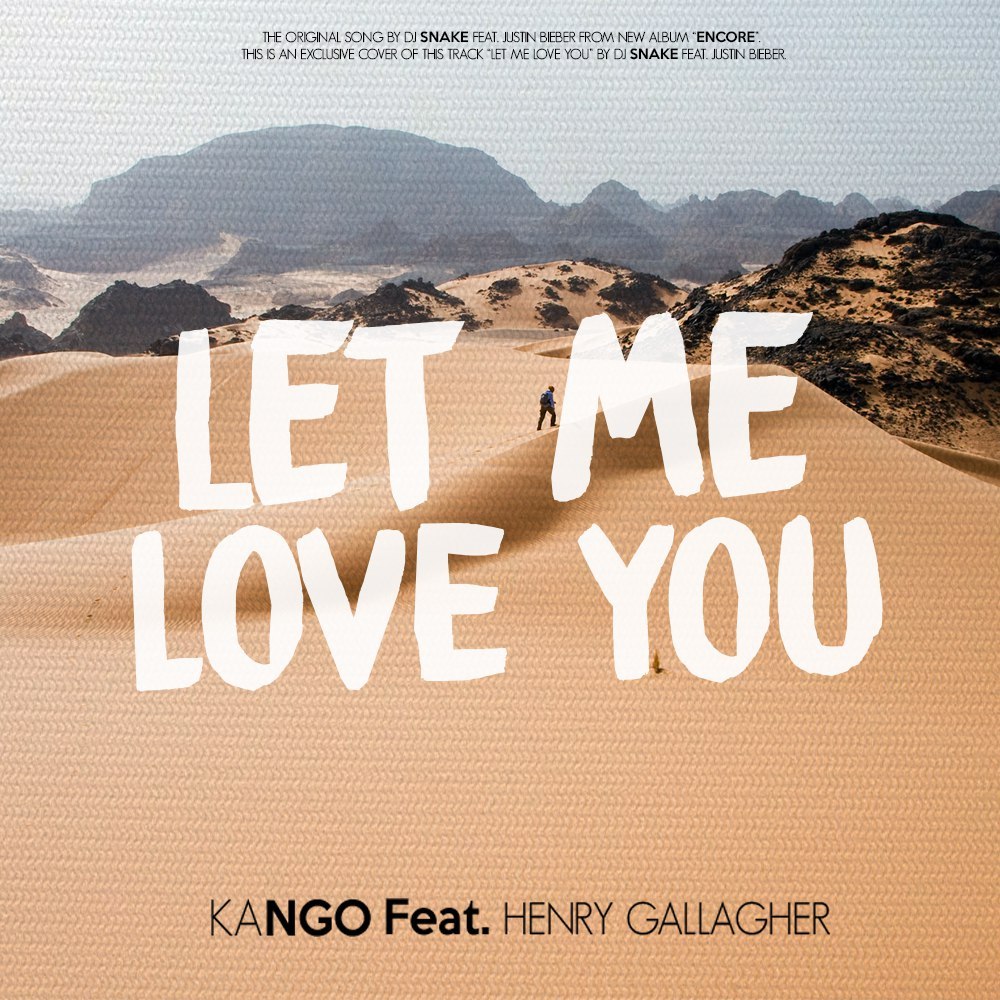 THE ORIGINAL SONG BY DJ SNAKE FEAT. JUSTIN BIEBER FROM NEW ALBUM "ENCORE".
THIS IS AN EXCLUSIVE COVER OF THIS TRACK "LET ME LOVE YOU" BY DJ SNAKE FEAT. JUSTIN BIEBER.
LET ME
LOVE YOU
KANGO Feat. HENRY GALLAGHER